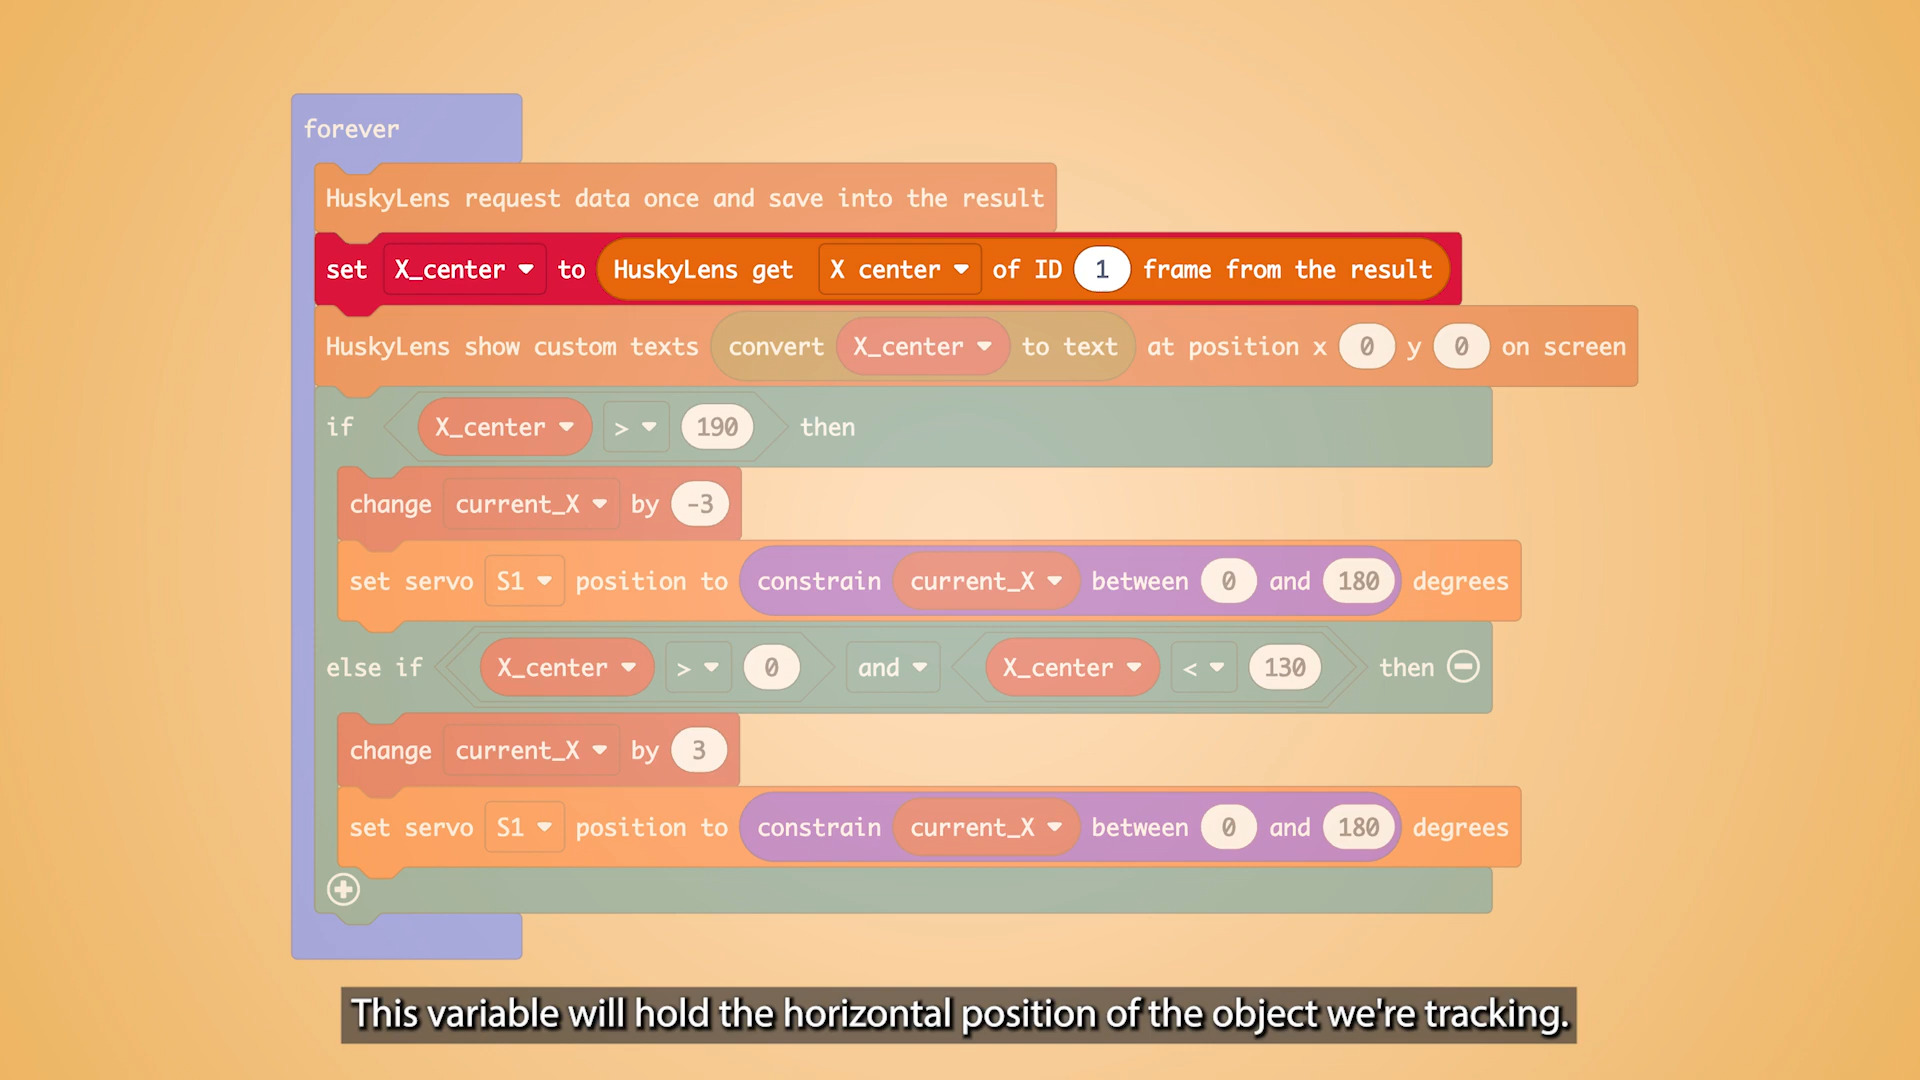 forever
HuskyLens request data once and save into the result
set X_center to HuskyLens get X center of ID 1 frame from the result
HuskyLens show custom texts convert X_center to text at position x 0 y 0 on screen
if X_center > 190 then
change current_X by -3
set servo S1 position to constrain current_X between 0 and 180 degrees
else if X_center > 0 and X_center < 130 then
change current_X by 3
set servo S1 position to constrain current_X between 0 and 180 degrees
This variable will hold the horizontal position of the object we're tracking.